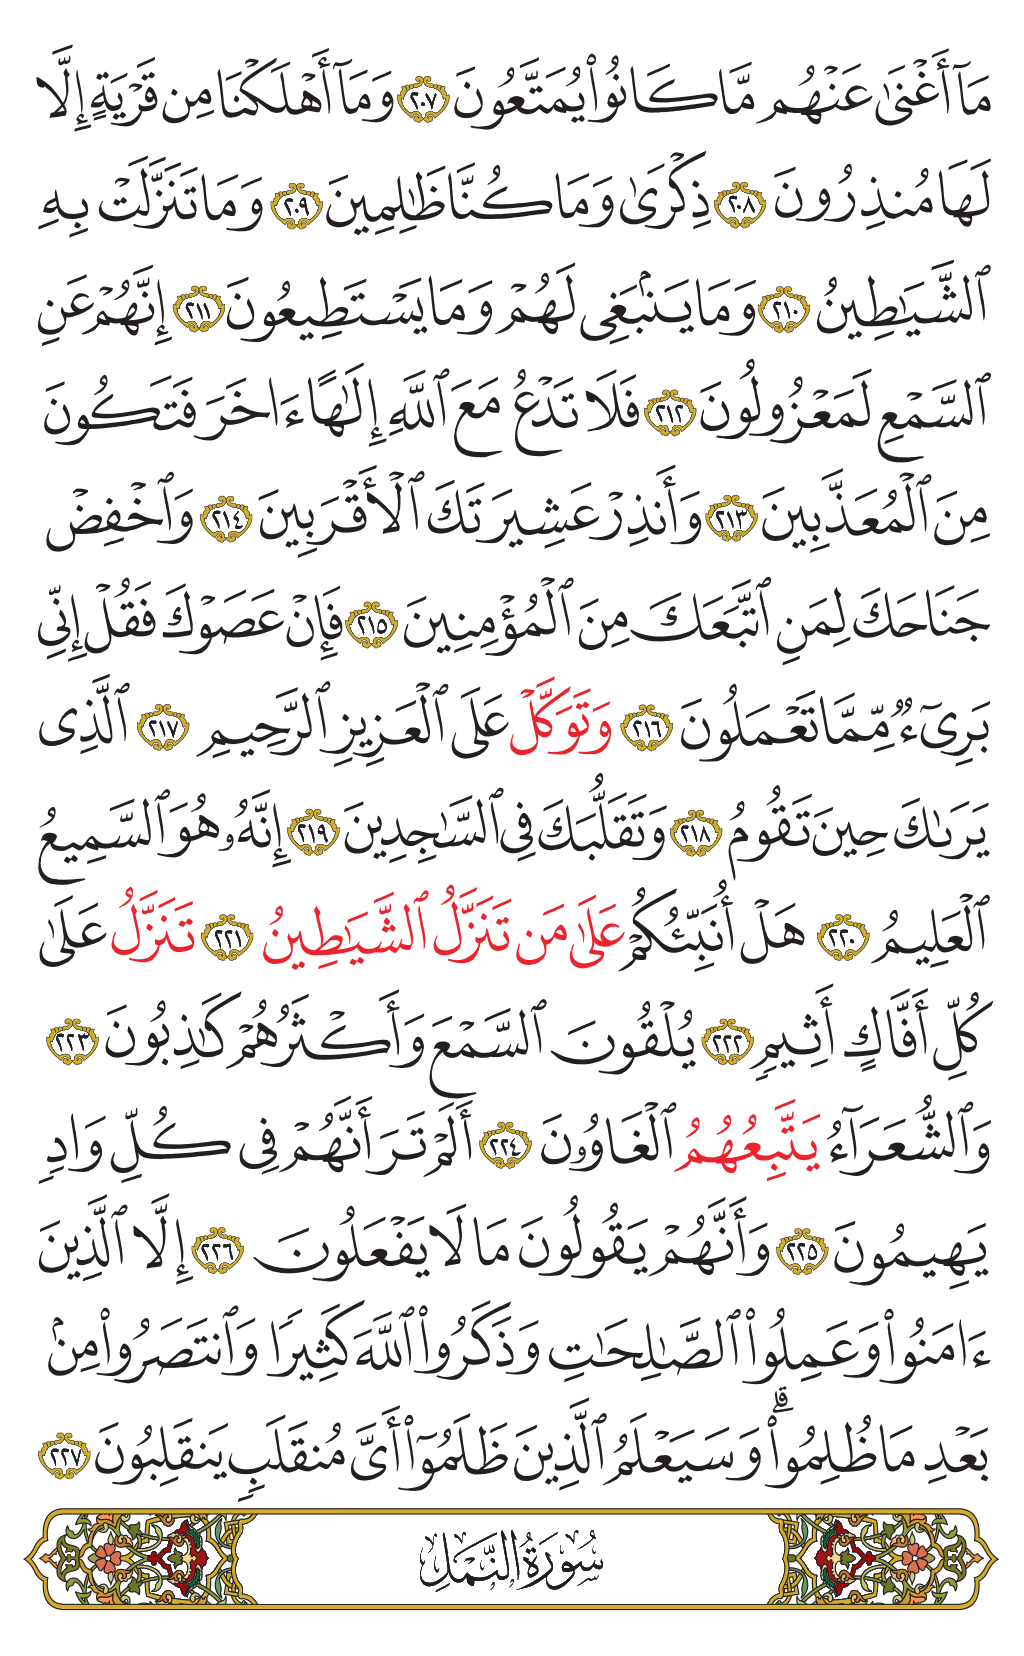 مَآ أَغْنَىٰ عَنْهُم مَّا كَانُوا۟ يُمَتَّعُونَ ٢٠٧ وَمَآ أَهْلَكْنَا مِن قَرْيَةٍ إِلَّا
لَهَا مُنذِرُونَ ٢٠٨ ذِكْرَىٰ وَمَا كُنَّا ظَـٰلِمِينَ ٢٠٩ وَمَا تَنَزَّلَتْ بِهِ
ٱلشَّيَـٰطِينُ ٢١٠ وَمَا يَنۢبَغِى لَهُمْ وَمَا يَسْتَطِيعُونَ ٢١١ إِنَّهُمْ عَنِ
ٱلسَّمْعِ لَمَعْزُولُونَ ٢١٢ فَلَا تَدْعُ مَعَ ٱللَّهِ إِلَـٰهًا ءَاخَرَ فَتَكُونَ
مِنَ ٱلْمُعَذَّبِينَ ٢١٣ وَأَنذِرْ عَشِيرَتَكَ ٱلْأَقْرَبِينَ ٢١٤ وَٱخْفِضْ
جَنَاحَكَ لِمَنِ ٱتَّبَعَكَ مِنَ ٱلْمُؤْمِنِينَ ٢١٥ فَإِنْ عَصَوْكَ فَقُلْ إِنِّى
بَرِىٓءٌ مِّمَّا تَعْمَلُونَ ٢١٦ وَتَوَكَّلْ عَلَى ٱلْعَزِيزِ ٱلرَّحِيمِ ٢١٧ ٱلَّذِى
يَرَىٰكَ حِينَ تَقُومُ ٢١٨ وَتَقَلُّبَكَ فِى ٱلسَّـٰجِدِينَ ٢١٩ إِنَّهُۥ هُوَ ٱلسَّمِيعُ
ٱلْعَلِيمُ ٢٢٠ هَلْ أُنَبِّئُكُمْ عَلَىٰ مَن تَنَزَّلُ ٱلشَّيَـٰطِينُ ٢٢١ تَنَزَّلُ عَلَىٰ
كُلِّ أَفَّاكٍ أَثِيمٍ ٢٢٢ يُلْقُونَ ٱلسَّمْعَ وَأَكْثَرُهُمْ كَـٰذِبُونَ ٢٢٣
وَٱلشُّعَرَآءُ يَتَّبِعُهُمُ ٱلْغَاوُۥنَ ٢٢٤ أَلَمْ تَرَ أَنَّهُمْ فِى كُلِّ وَادٍ
يَهِيمُونَ ٢٢٥ وَأَنَّهُمْ يَقُولُونَ مَا لَا يَفْعَلُونَ ٢٢٦ إِلَّا ٱلَّذِينَ
ءَامَنُوا۟ وَعَمِلُوا۟ ٱلصَّـٰلِحَـٰتِ وَذَكَرُوا۟ ٱللَّهَ كَثِيرًا وَٱنتَصَرُوا۟ مِنۢ
بَعْدِ مَا ظُلِمُوا۟ ۗ وَسَيَعْلَمُ ٱلَّذِينَ ظَلَمُوٓا۟ أَىَّ مُنقَلَبٍ يَنقَلِبُونَ ٢٢٧
سُورَةُ النَّمْلِ